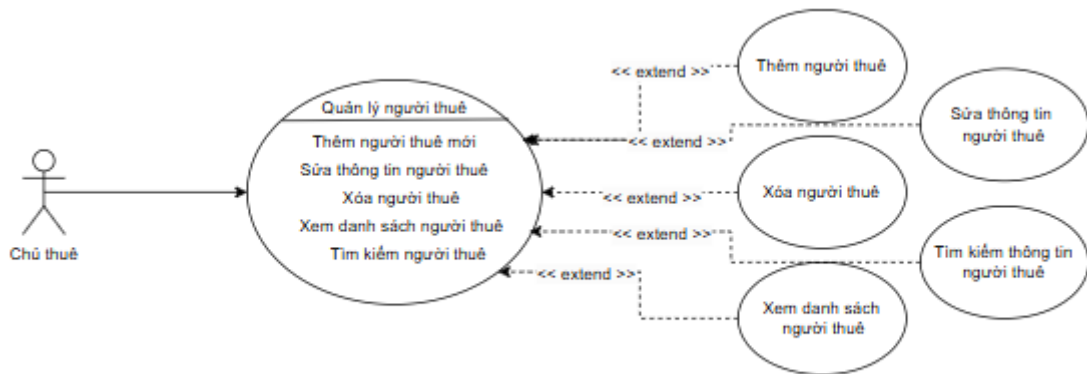 Chủ thuê
Quản lý người thuê
Thêm người thuê mới
Sửa thông tin người thuê
Xóa người thuê
Xem danh sách người thuê
Tìm kiếm người thuê
<< extend >>
<< extend >>
<< extend >>
<< extend >>
<< extend >>
Thêm người thuê
Sửa thông tin
người thuê
Xóa người thuê
Tìm kiếm thông tin
người thuê
Xem danh sách
người thuê